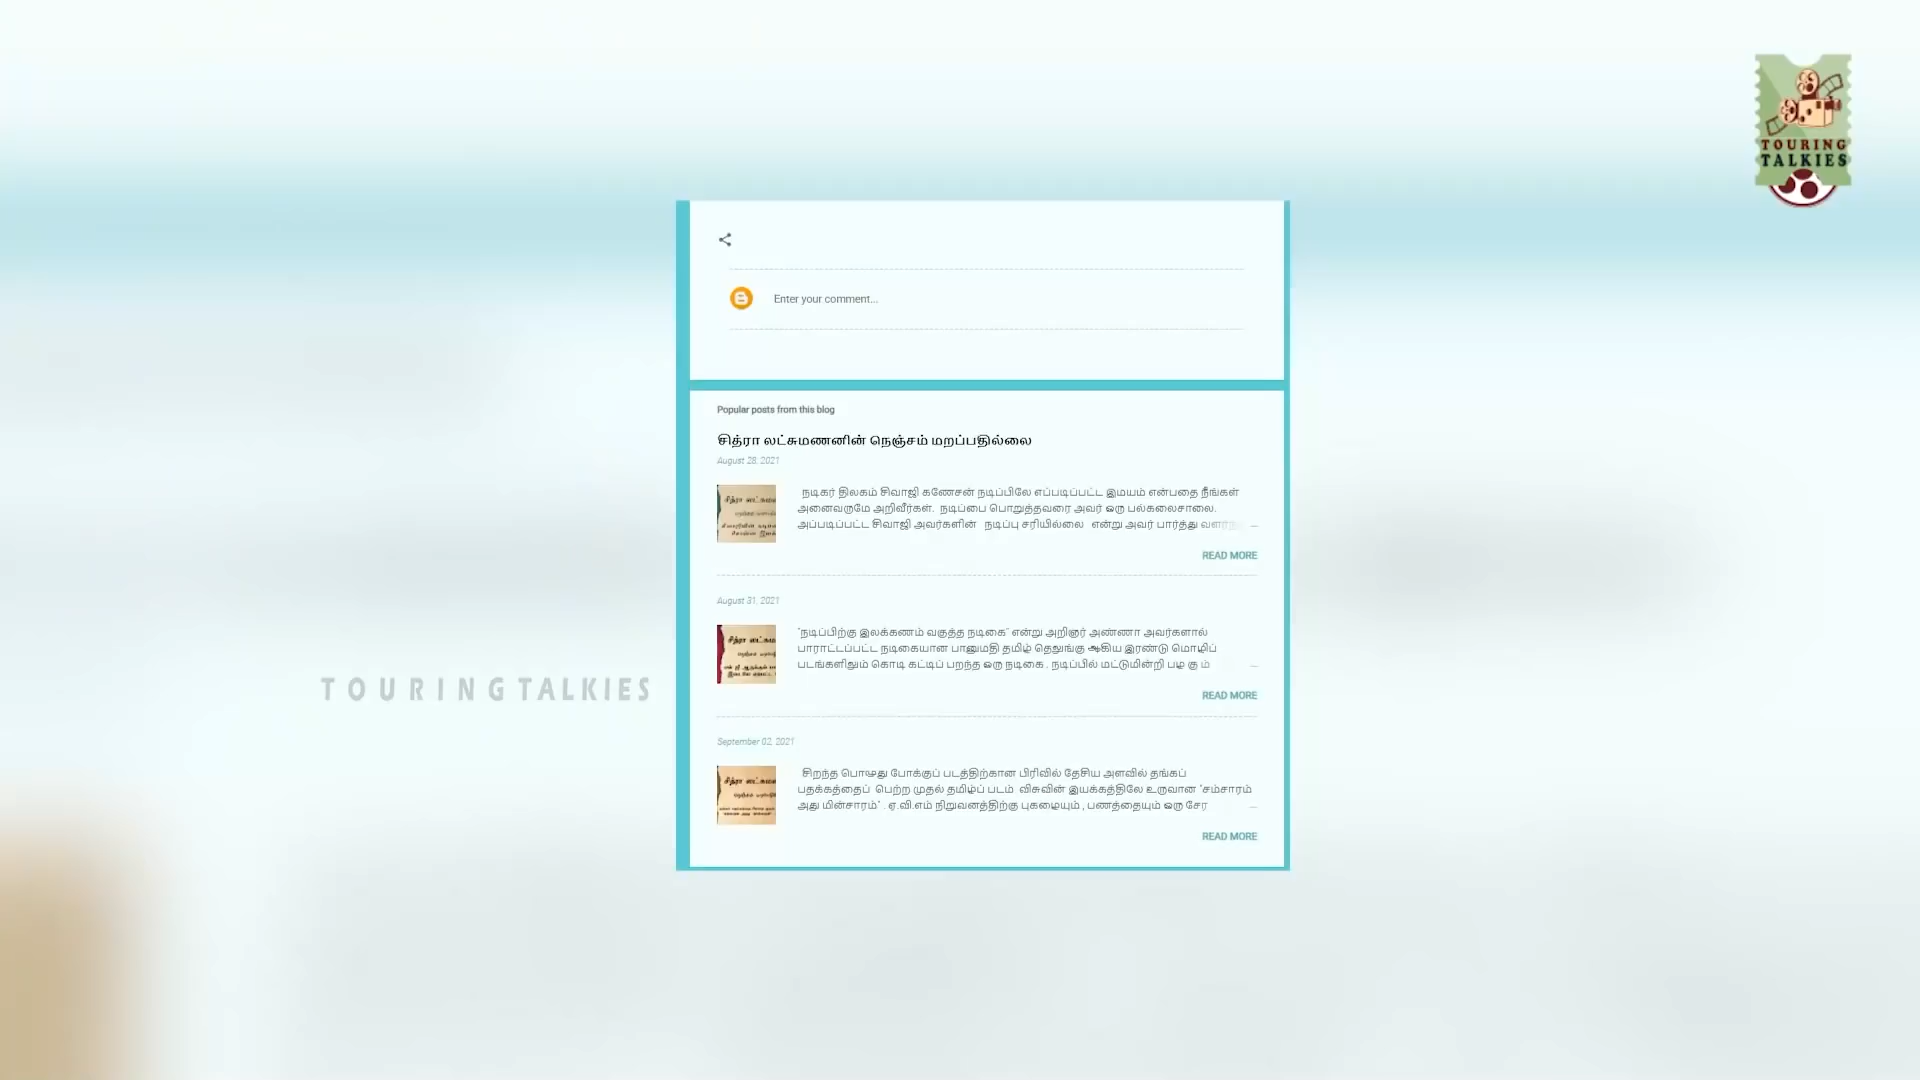 TOURING
TALKIES
Enter your comment...
Popular posts from this blog
சித்ரா லட்சுமணனின் நெஞ்சம் மறப்பதில்லை
August 28, 2021
நடிகர் திலகம் சிவாஜி கணேசன் நடிப்பிலே எப்படிப்பட்ட இமயம் என்பதை நீங்கள்
அனைவருமே அறிவீர்கள். நடிப்பை பொறுத்தவரை அவர் ஒரு பல்கலைசாலை.
அப்படிப்பட்ட சிவாஜி அவர்களின் நடிப்பு சரியில்லை என்று அவர் பார்த்து
READ MORE
August 31, 2021
"நடிப்பிற்கு இலக்கணம் வகுத்த நடிகை" என்று அறிஞர் அண்ணா அவர்களால்
பாராட்டப்பட்ட நடிகையான பானுமதி தமிழ் தெலுங்கு ஆகிய இரண்டு மொழிப்
படங்களிலும் கொடி கட்டிப் பறந்த ஒரு நடிகை . நடிப்பில் மட்டுமின்றி பழ கு ம்
READ MORE
TOURING TALKIES
September 02, 2021
சிறந்த பொழுது போக்குப் படத்திற்கான பிரிவில் தேசிய அளவில் தங்கப்
பதக்கத்தைப் பெற்ற முதல் தமிழ்ப் படம் விசுவின் இயக்கத்திலே உருவான "சம்சாரம்
அது மின்சாரம்" . ஏ.வி.எம் நிறுவனத்திற்கு புகழையும் , பணத்தையும் ஒரு சேர
READ MORE